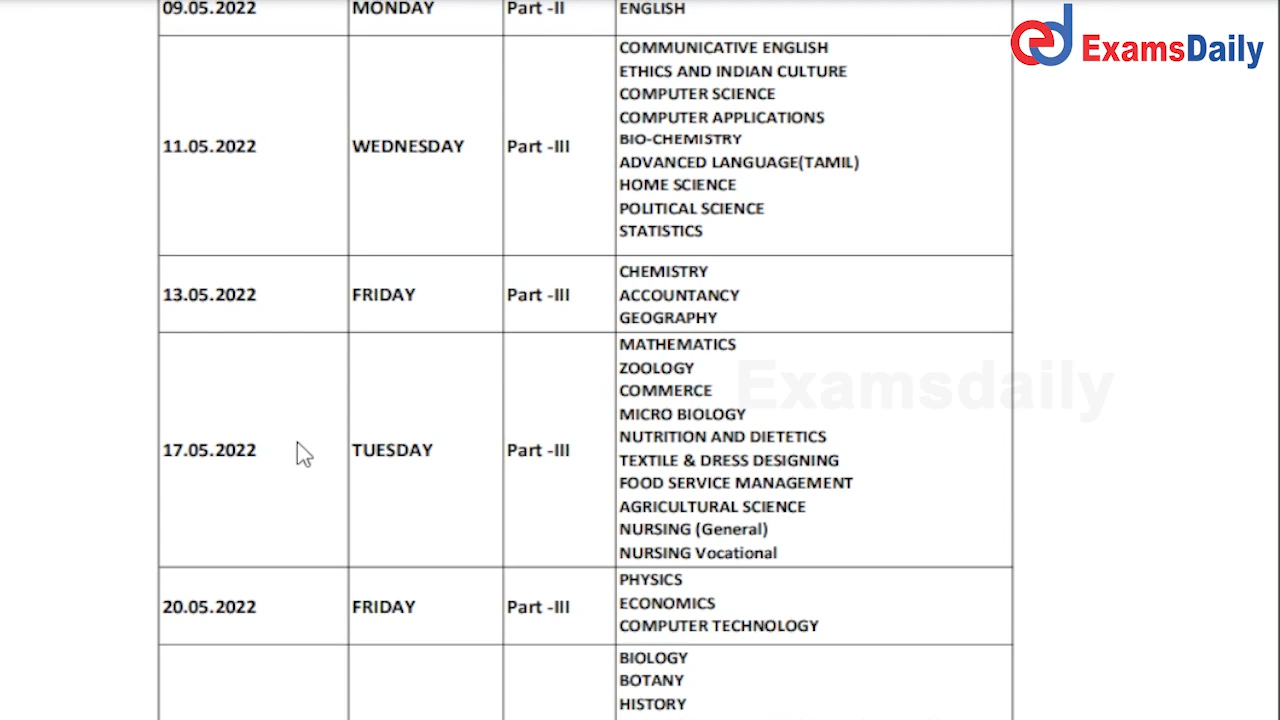 09.05.2022 MONDAY Part -II ENGLISH
ed ExamsDaily
COMMUNICATIVE ENGLISH
ETHICS AND INDIAN CULTURE
COMPUTER SCIENCE
COMPUTER APPLICATIONS
BIO-CHEMISTRY
11.05.2022 WEDNESDAY Part -III
ADVANCED LANGUAGE(TAMIL)
HOME SCIENCE
POLITICAL SCIENCE
STATISTICS
CHEMISTRY
13.05.2022 FRIDAY Part -III ACCOUNTANCY
GEOGRAPHY
MATHEMATICS
ZOOLOGY
COMMERCE
Examsdaily
MICRO BIOLOGY
NUTRITION AND DIETETICS
17.05.2022 TUESDAY Part -III
TEXTILE & DRESS DESIGNING
FOOD SERVICE MANAGEMENT
AGRICULTURAL SCIENCE
NURSING (General)
NURSING Vocational
PHYSICS
20.05.2022 FRIDAY Part -III ECONOMICS
COMPUTER TECHNOLOGY
BIOLOGY
BOTANY
HISTORY